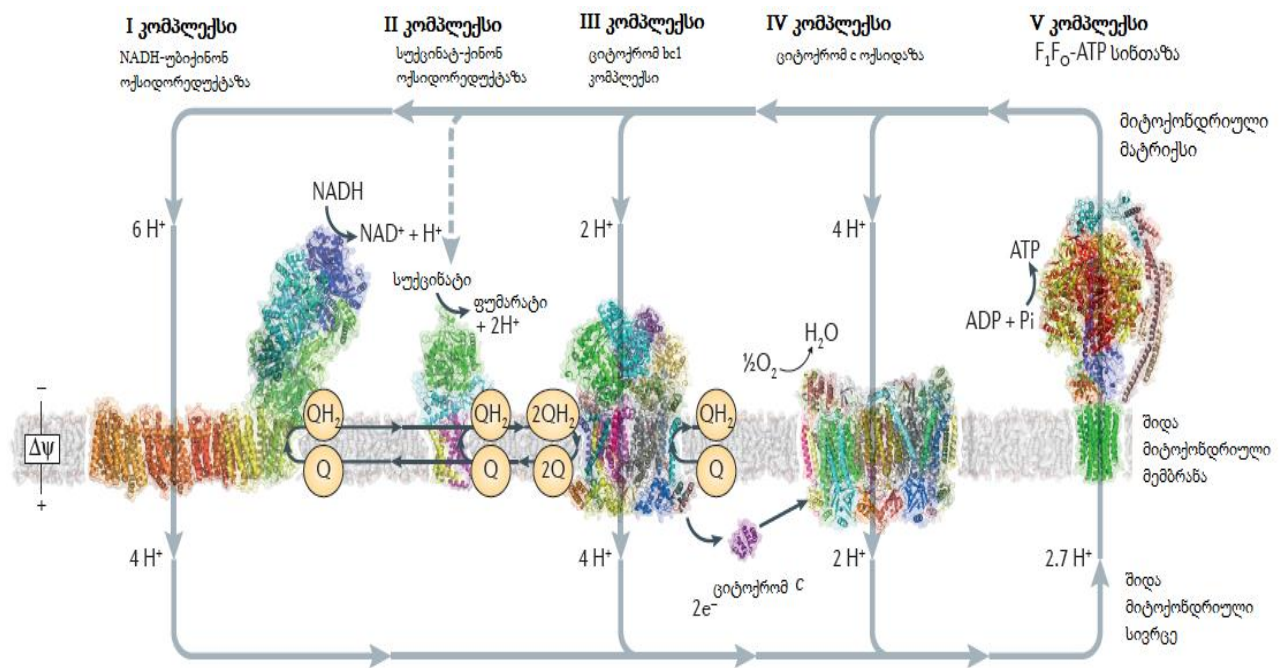 I კომპლექსი
NADH-უბიქინონ
ოქსიდორედუქტაზა
II კომპლექსი
სუქცინატ-ქინონ
ოქსიდორედუქტაზა
III კომპლექსი
ციტოქრომ bc1
კომპლექსი
IV კომპლექსი
ციტოქრომ c ოქსიდაზა
V კომპლექსი
F₁Fₒ-ATP სინთაზა
მიტოქონდრიული
მატრიქსი
NADH
NAD⁺ + H⁺
6 H⁺
2 H⁺
4 H⁺
სუქცინატი
ფუმარატი
+ 2H⁺
½O₂
H₂O
ATP
ADP + Pi
–
Δψ
+
QH₂
QH₂
2QH₂
QH₂
Q
Q
2Q
Q
შიდა
მიტოქონდრიული
მემბრანა
4 H⁺
4 H⁺
ციტოქრომ c
2e⁻
2 H⁺
2.7 H⁺
შიდა
მიტოქონდრიული
სივრცე